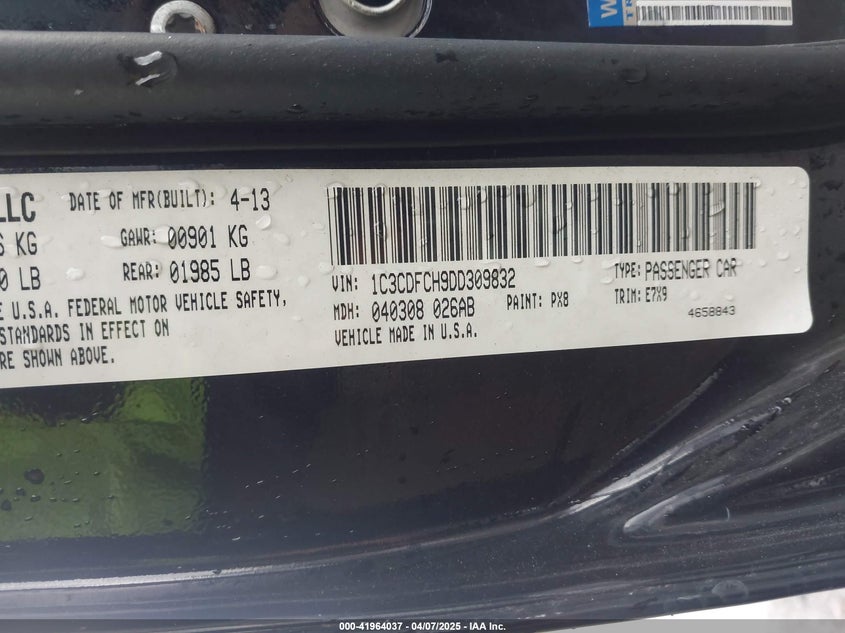 LLC DATE OF MFR(BUILT): 4-13
KG GAWR: 00901 KG
0 LB REAR: 01985 LB
E U.S.A. FEDERAL MOTOR VEHICLE SAFETY,
STANDARDS IN EFFECT ON
RE SHOWN ABOVE.
VIN: 1C3CDFCH9DD309832 TYPE: PASSENGER CAR
MDH: 040308 026AB PAINT: PX8 TRIM: E7X9
VEHICLE MADE IN U.S.A. 4658843
000-41964037 - 04/07/2025 - IAA Inc.